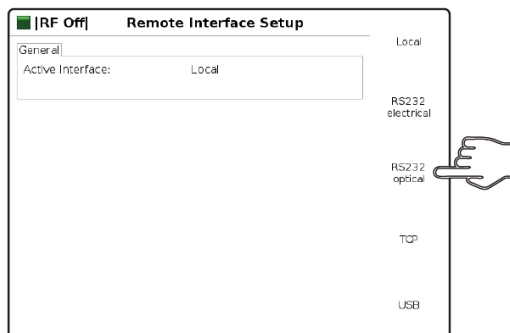 |RF Off| Remote Interface Setup
General
Active Interface: Local
Local
RS232
electrical
RS232
optical
TCP
USB